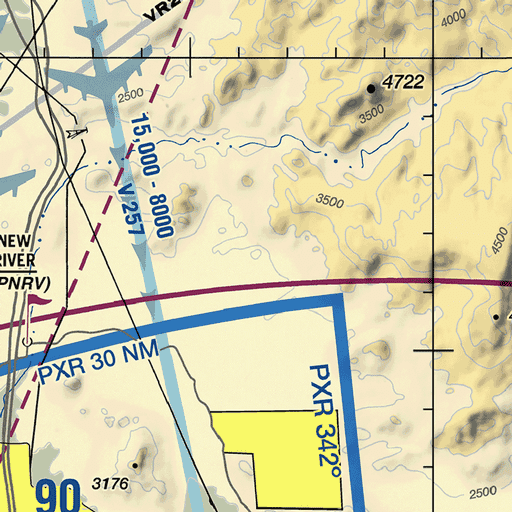 4000
VR2
4722
2500
3500
15 000 - 8000
V 257
3500
NEW
RIVER
PNRV)
4500
PXR 30 NM
PXR 342°
3176
90
2500